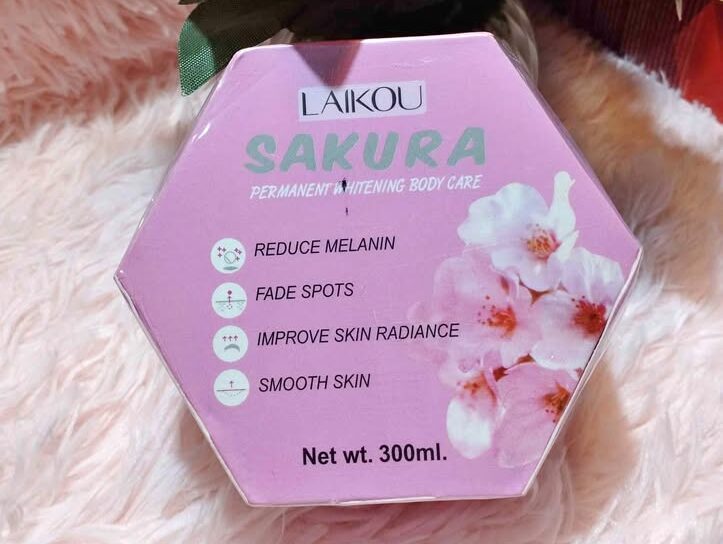 LAIKOU
SAKURA
PERMANENT WHITENING BODY CARE
REDUCE MELANIN
FADE SPOTS
IMPROVE SKIN RADIANCE
SMOOTH SKIN
Net wt. 300ml.